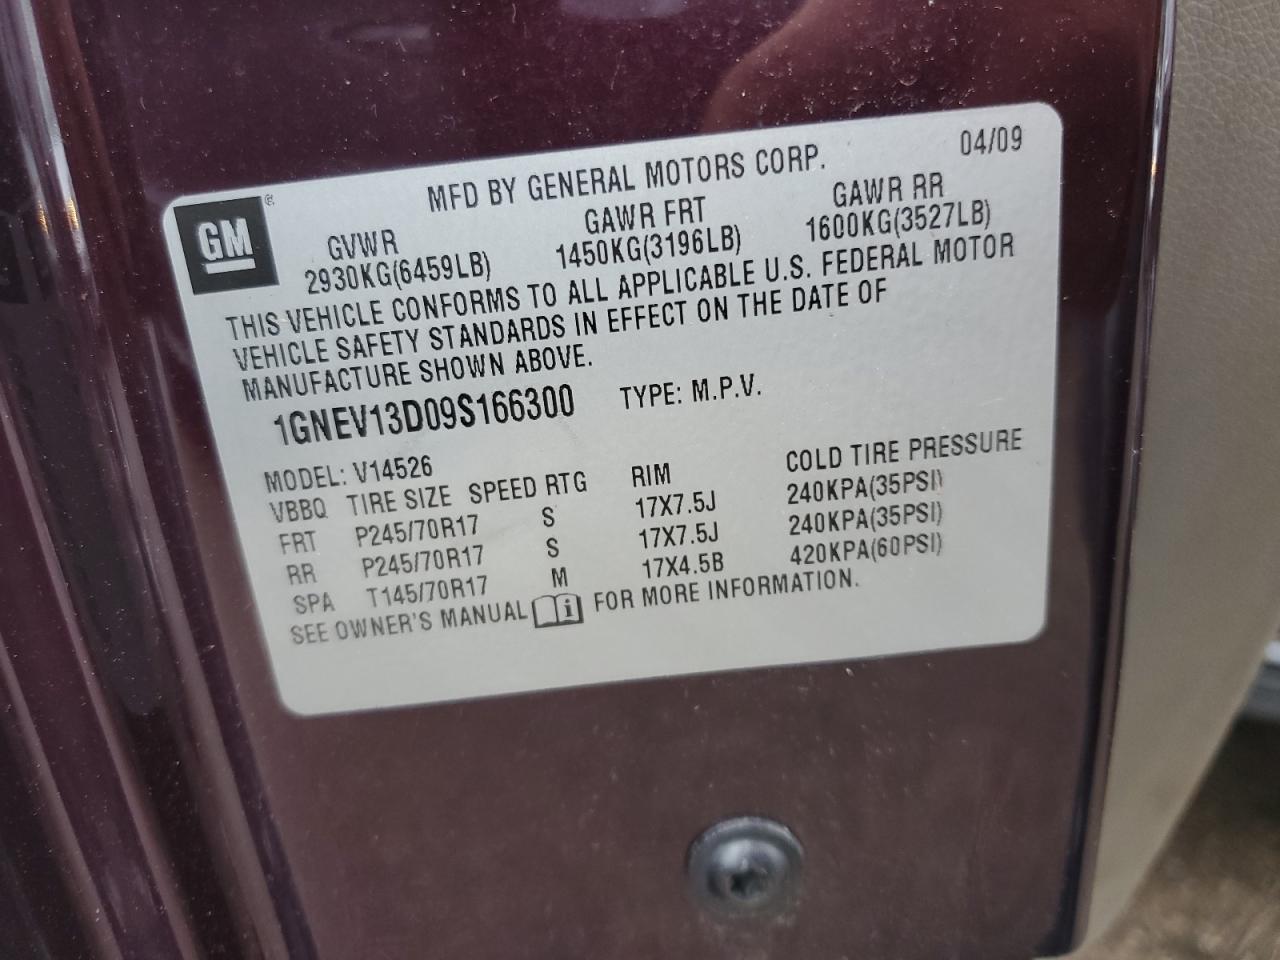 04/09
MFD BY GENERAL MOTORS CORP.
GM
GVWR GAWR FRT GAWR RR
2930KG(6459LB) 1450KG(3196LB) 1600KG(3527LB)
THIS VEHICLE CONFORMS TO ALL APPLICABLE U.S. FEDERAL MOTOR
VEHICLE SAFETY STANDARDS IN EFFECT ON THE DATE OF
MANUFACTURE SHOWN ABOVE.
1GNEV13D09S166300 TYPE: M.P.V.
MODEL: V14526
VBBQ TIRE SIZE SPEED RTG RIM COLD TIRE PRESSURE
FRT P245/70R17 S 17X7.5J 240KPA(35PSI)
RR P245/70R17 S 17X7.5J 240KPA(35PSI)
SPA T145/70R17 M 17X4.5B 420KPA(60PSI)
SEE OWNER'S MANUAL i FOR MORE INFORMATION.